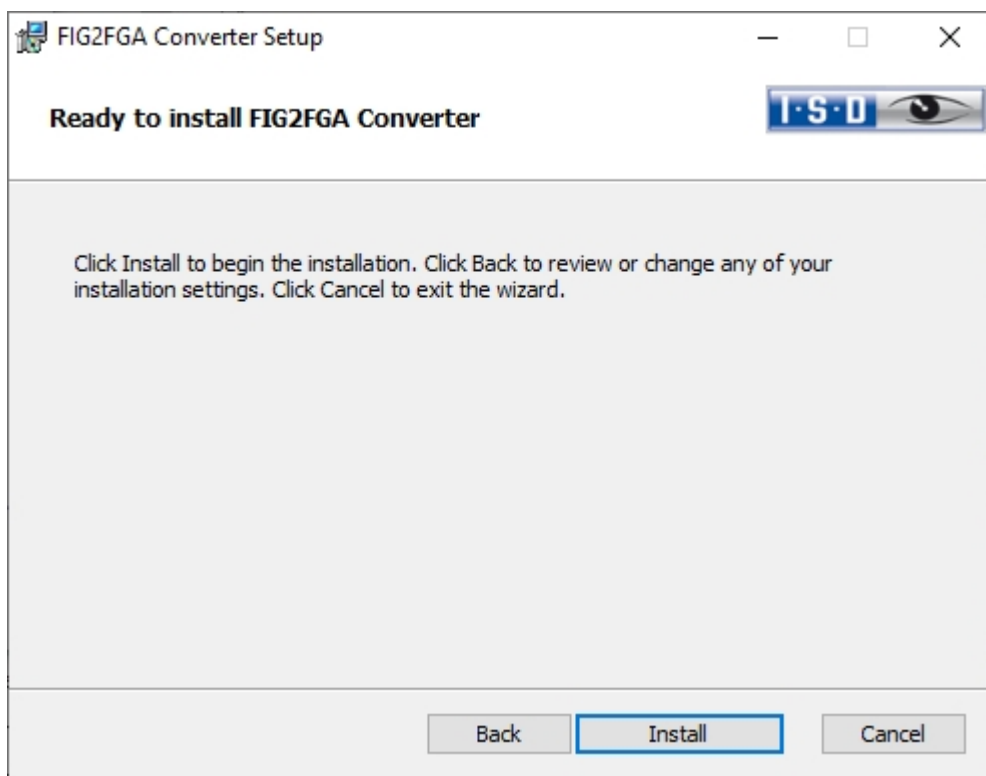 FIG2FGA Converter Setup
Ready to install FIG2FGA Converter
I·S·D
Click Install to begin the installation. Click Back to review or change any of your
installation settings. Click Cancel to exit the wizard.
Back Install Cancel